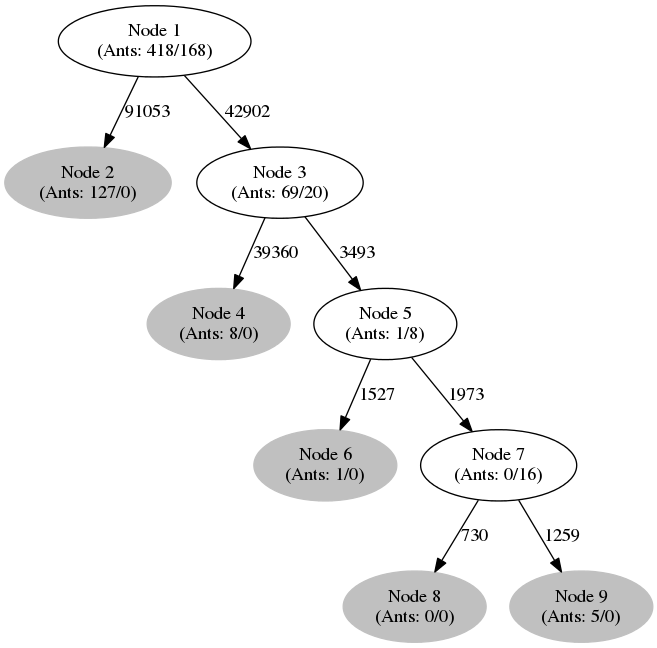 Node 1
(Ants: 418/168)
91053
42902
Node 2
(Ants: 127/0)
Node 3
(Ants: 69/20)
39360
3493
Node 4
(Ants: 8/0)
Node 5
(Ants: 1/8)
1527
1973
Node 6
(Ants: 1/0)
Node 7
(Ants: 0/16)
730
1259
Node 8
(Ants: 0/0)
Node 9
(Ants: 5/0)